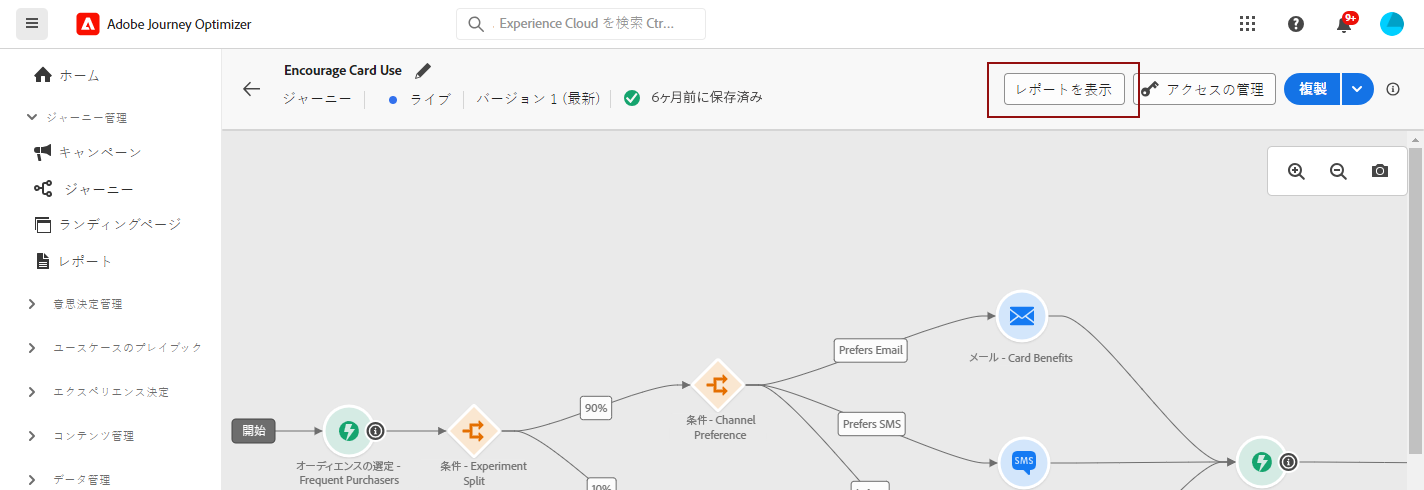 Adobe Journey Optimizer
Experience Cloud を検索 Ctr...
9+
ホーム
ジャーニー管理
キャンペーン
ジャーニー
ランディングページ
レポート
意思決定管理
ユースケースのプレイブック
エクスペリエンス決定
コンテンツ管理
データ管理
Encourage Card Use
ジャーニー
ライブ
バージョン 1 (最新)
6ヶ月前に保存済み
レポートを表示
アクセスの管理
複製
開始
オーディエンスの選定 -
Frequent Purchasers
条件 - Experiment
Split
90%
10%
条件 - Channel
Preference
Prefers Email
Prefers SMS
メール - Card Benefits
SMS